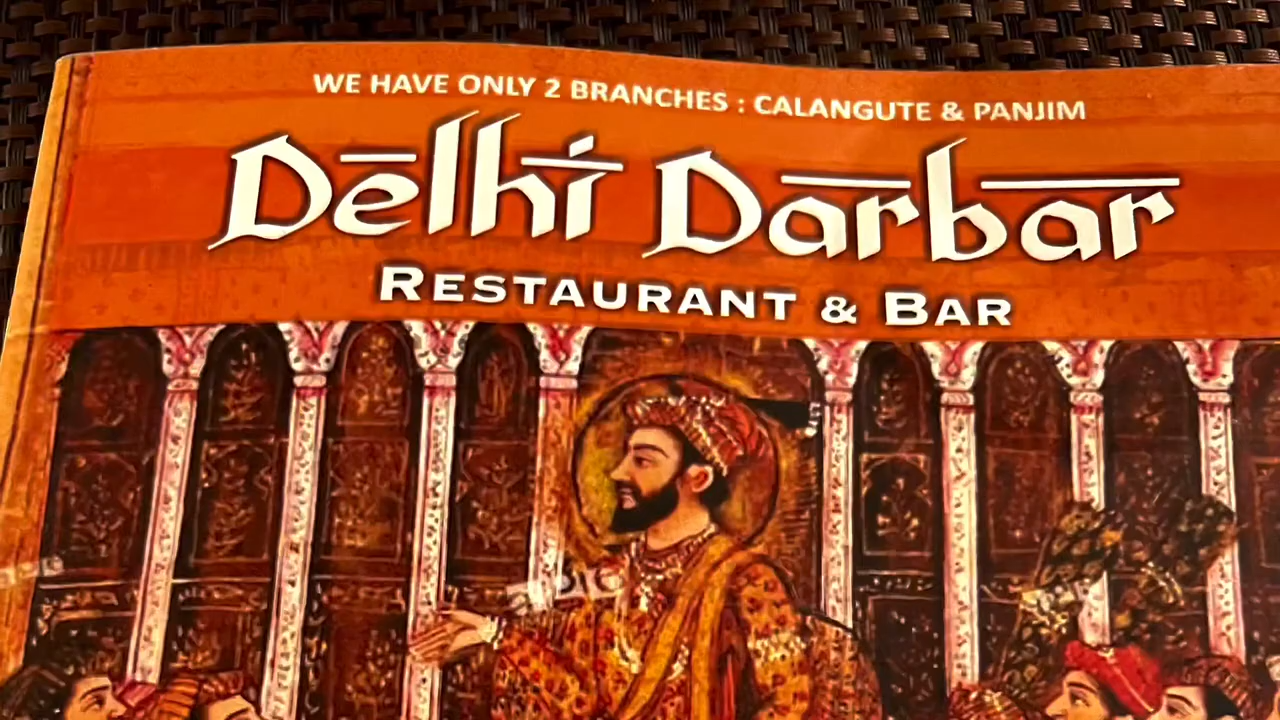 WE HAVE ONLY 2 BRANCHES : CALANGUTE & PANJIM
Delhi Darbar
RESTAURANT & BAR